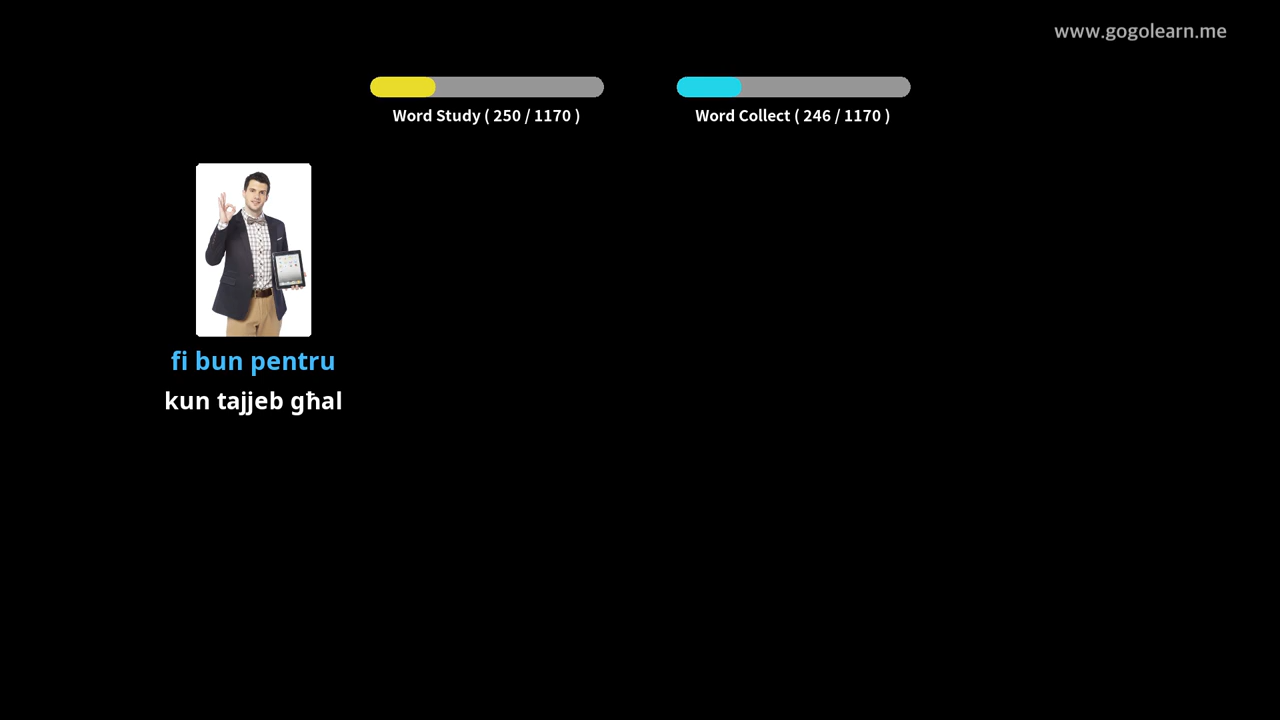 www.gogolearn.me
Word Study ( 250 / 1170 )
Word Collect ( 246 / 1170 )
fi bun pentru
kun tajjeb għal